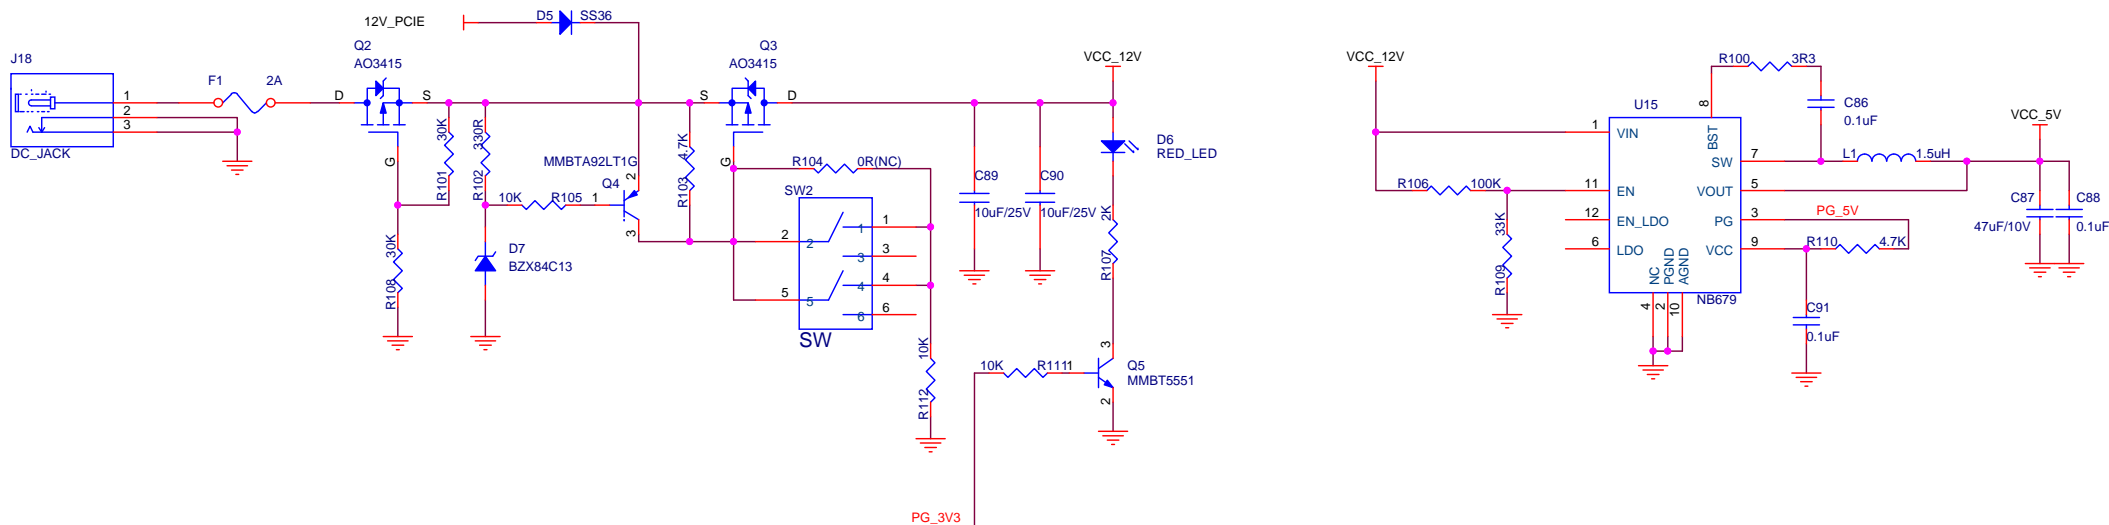 12V_PCIE
D5
SS36
Q2
AO3415
Q3
AO3415
VCC_12V
VCC_12V
J18
F1
2A
D
S
S
D
1
2
3
DC_JACK
G
G
R101
30K
R102
330R
R103
4.7K
MMBTA92LT1G
Q4
2
1
3
10K
R105
R104
0R(NC)
SW2
1
2
2
1
3
3
4
4
5
5
6
6
SW
D7
BZX84C13
R108
30K
C89
10uF/25V
C90
10uF/25V
D6
RED_LED
R107
2K
R112
10K
10K
R111
1
3
2
Q5
MMBT5551
PG_3V3
R100
3R3
C86
0.1uF
U15
8
BST
1
VIN
SW
7
L1
1.5uH
VCC_5V
R106
100K
11
EN
VOUT
5
12
EN_LDO
PG
3
PG_5V
6
LDO
VCC
9
R110
4.7K
NC
PGND
AGND
4
2
10
NB679
R109
33K
C91
0.1uF
C87
47uF/10V
C88
0.1uF